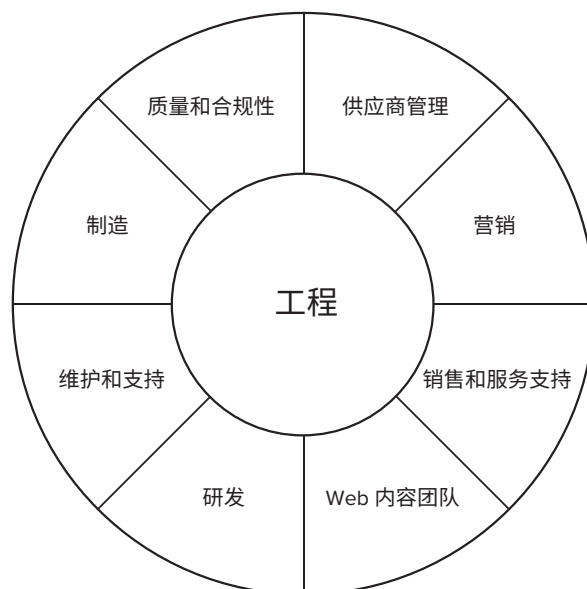 质量和合规性
供应商管理
制造
营销
工程
维护和支持
销售和服务支持
研发
Web 内容团队